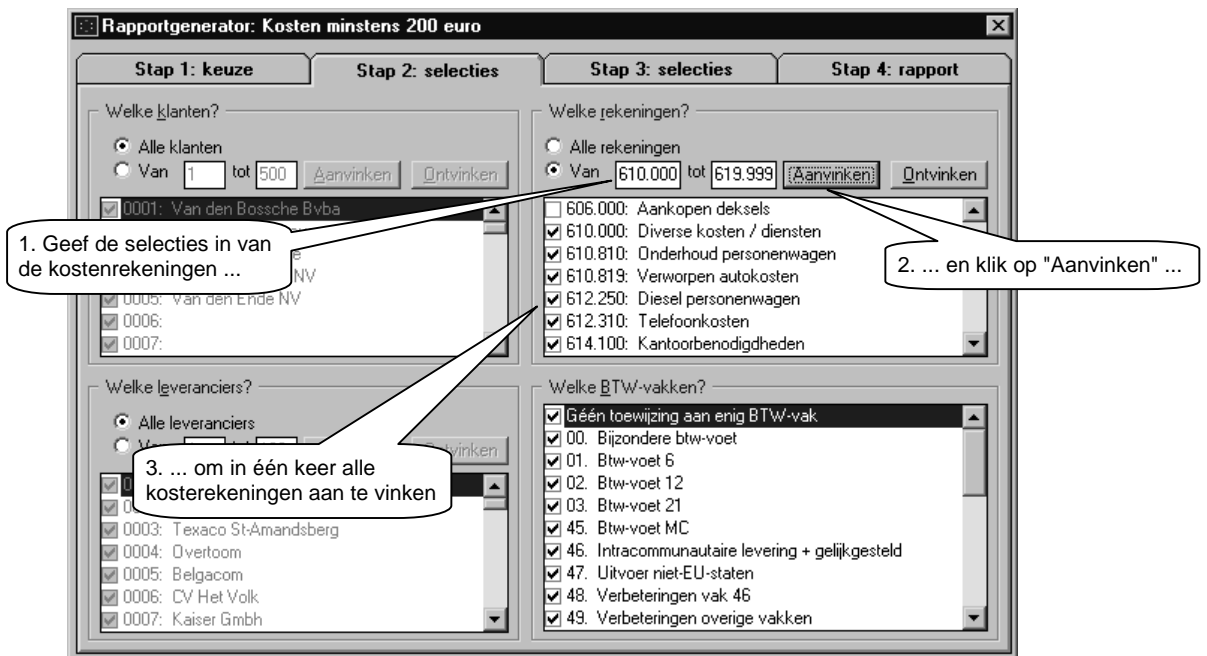 Rapportgenerator: Kosten minstens 200 euro
Stap 1: keuze
Stap 2: selecties
Stap 3: selecties
Stap 4: rapport
Welke klanten?
Alle klanten
Van 1 tot 500 Aanvinken Ontvinken
0001: Van den Bossche Bvba
NV
0005: Van den Ende NV
0006:
0007:
Welke rekeningen?
Alle rekeningen
Van 610.000 tot 619.999 Aanvinken Ontvinken
606.000: Aankopen deksels
610.000: Diverse kosten / diensten
610.810: Onderhoud personenwagen
610.819: Verworpen autokosten
612.250: Diesel personenwagen
612.310: Telefoonkosten
614.100: Kantoorbenodigdheden
1. Geef de selecties in van
de kostenrekeningen ...
2. ... en klik op "Aanvinken" ...
Welke leveranciers?
Alle leveranciers
3. ... om in één keer alle
kosterekeningen aan te vinken
0003: Texaco St-Amandsberg
0004: Overtoom
0005: Belgacom
0006: CV Het Volk
0007: Kaiser Gmbh
Welke BTW-vakken?
Géén toewijzing aan enig BTW-vak
00. Bijzondere btw-voet
01. Btw-voet 6
02. Btw-voet 12
03. Btw-voet 21
45. Btw-voet MC
46. Intracommunautaire levering + gelijkgesteld
47. Uitvoer niet-EU-staten
48. Verbeteringen vak 46
49. Verbeteringen overige vakken